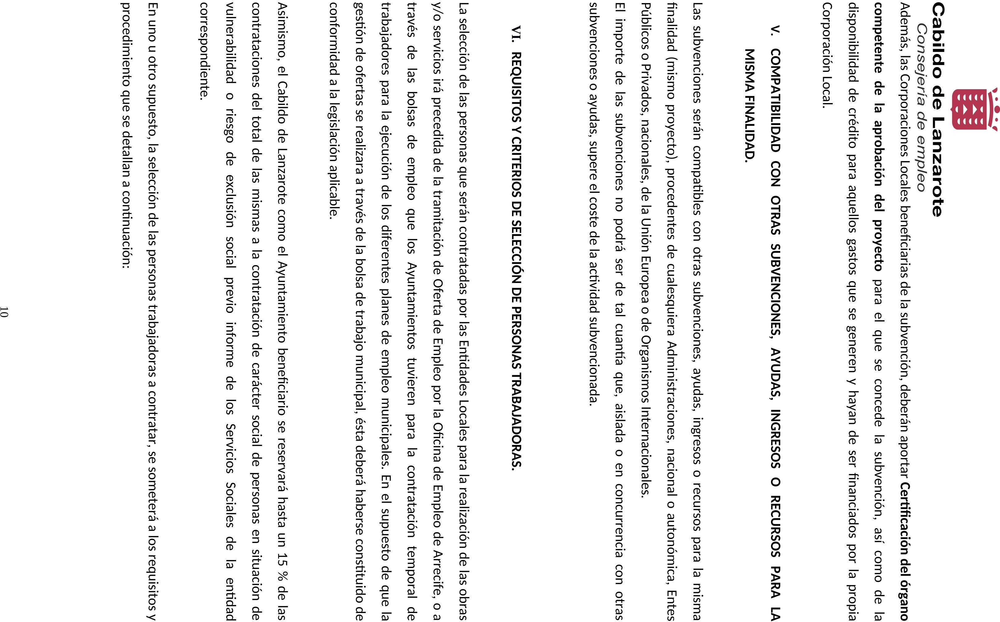 Cabildo de Lanzarote
Consejería de empleo
Además, las Corporaciones Locales beneficiarias de la subvención, deberán aportar Certificación del órgano
competente de la aprobación del proyecto para el que se concede la subvención, así como de la
disponibilidad de crédito para aquellos gastos que se generen y hayan de ser financiados por la propia
Corporación Local.
V. COMPATIBILIDAD CON OTRAS SUBVENCIONES, AYUDAS, INGRESOS O RECURSOS PARA LA
MISMA FINALIDAD.
Las subvenciones serán compatibles con otras subvenciones, ayudas, ingresos o recursos para la misma
finalidad (mismo proyecto), procedentes de cualesquiera Administraciones, nacional o autonómica, Entes
Públicos o Privados, nacionales, de la Unión Europea o de Organismos Internacionales.
El importe de las subvenciones no podrá ser de tal cuantía que, aislada o en concurrencia con otras
subvenciones o ayudas, supere el coste de la actividad subvencionada.
VI. REQUISITOS Y CRITERIOS DE SELECCIÓN DE PERSONAS TRABAJADORAS.
La selección de las personas que serán contratadas por las Entidades Locales para la realización de las obras
y/o servicios irá precedida de la tramitación de Oferta de Empleo por la Oficina de Empleo de Arrecife, o a
través de las bolsas de empleo que los Ayuntamientos tuvieren para la contratación temporal de
trabajadores para la ejecución de los diferentes planes de empleo municipales. En el supuesto de que la
gestión de ofertas se realizara a través de la bolsa de trabajo municipal, ésta deberá haberse constituido de
conformidad a la legislación aplicable.
Asimismo, el Cabildo de Lanzarote como el Ayuntamiento beneficiario se reservará hasta un 15 % de las
contrataciones del total de las mismas a la contratación de carácter social de personas en situación de
vulnerabilidad o riesgo de exclusión social previo informe de los Servicios Sociales de la entidad
correspondiente.
En uno u otro supuesto, la selección de las personas trabajadoras a contratar, se someterá a los requisitos y
procedimiento que se detallan a continuación:
10